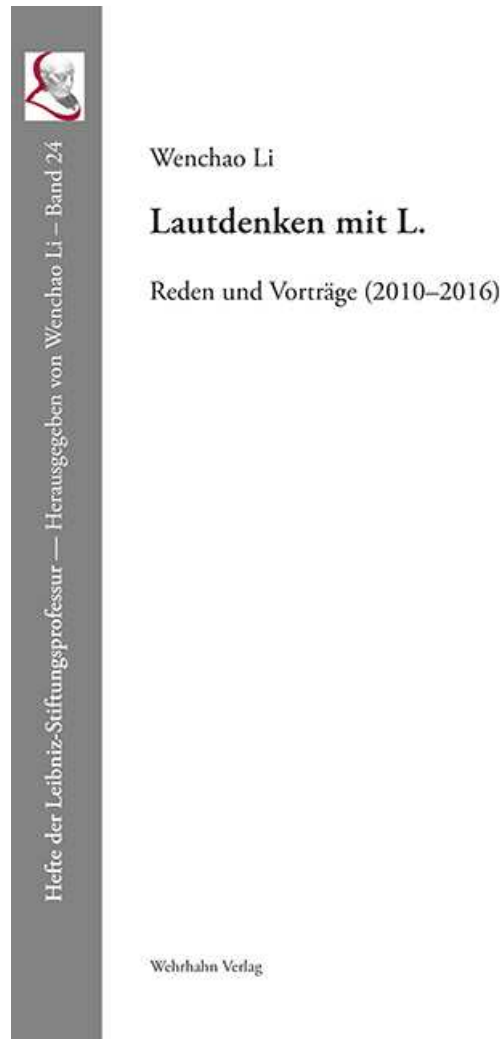 Hefte der Leibniz-Stiftungsprofessur — Herausgegeben von Wenchao Li – Band 24
Wenchao Li
Lautdenken mit L.
Reden und Vorträge (2010–2016)
Wehrhahn Verlag